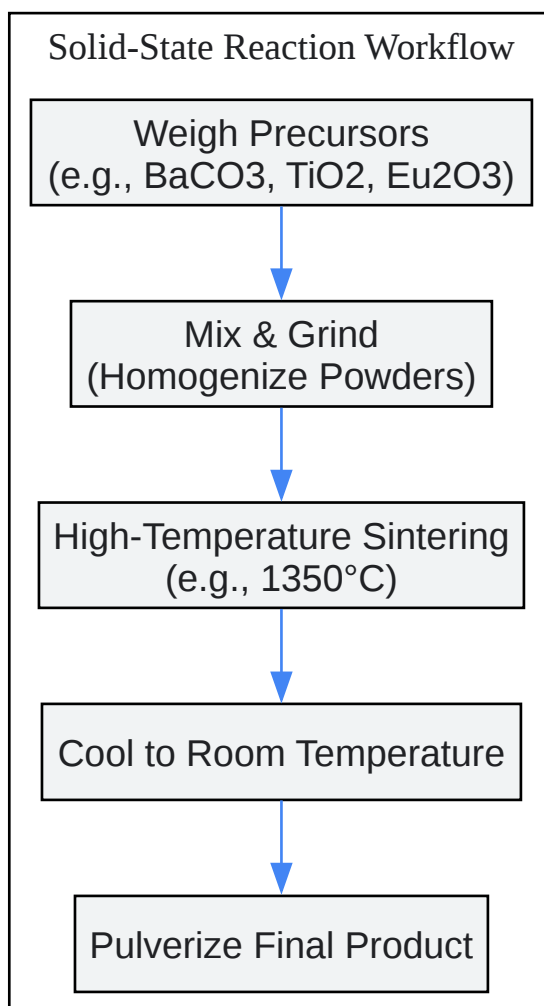 Solid-State Reaction Workflow
Weigh Precursors
(e.g., BaCO3, TiO2, Eu2O3)
Mix & Grind
(Homogenize Powders)
High-Temperature Sintering
(e.g., 1350°C)
Cool to Room Temperature
Pulverize Final Product